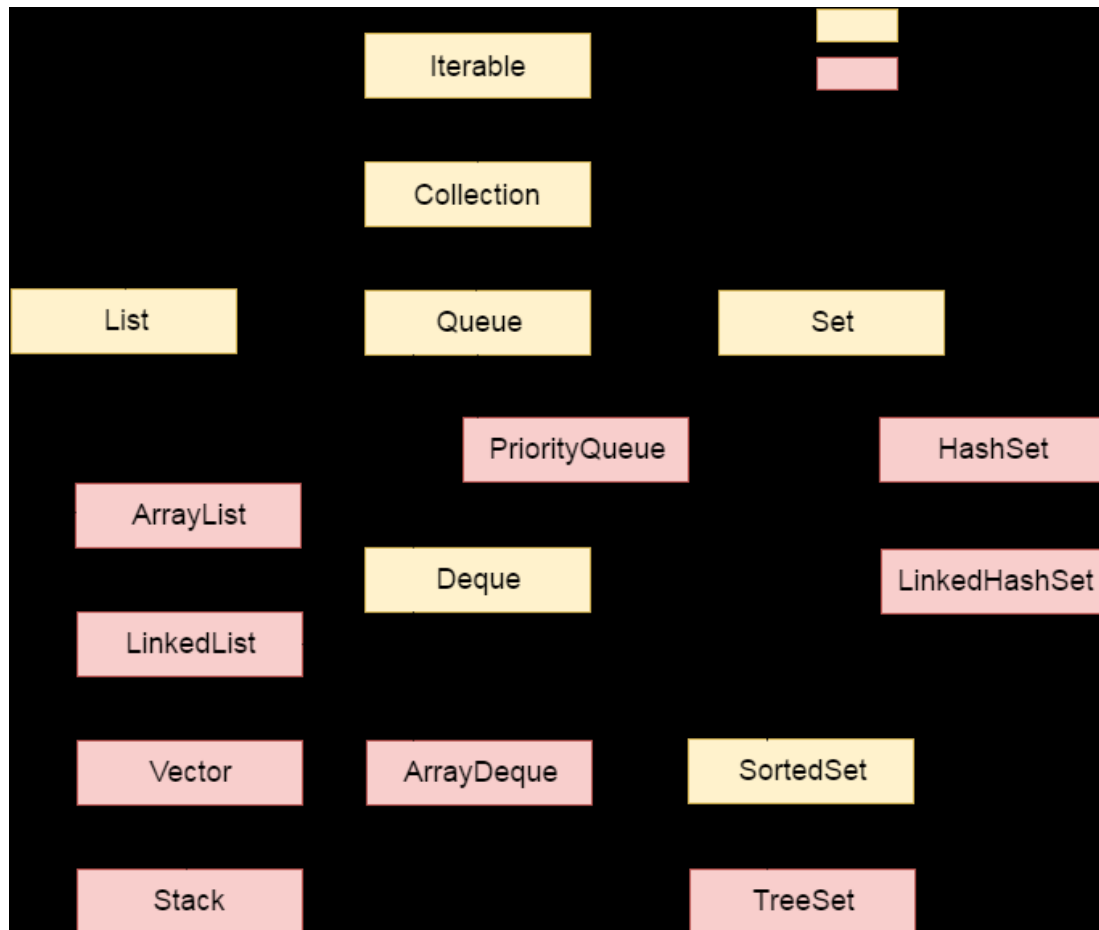 Iterable
Collection
List
Queue
Set
PriorityQueue
HashSet
ArrayList
Deque
LinkedHashSet
LinkedList
Vector
ArrayDeque
SortedSet
Stack
TreeSet